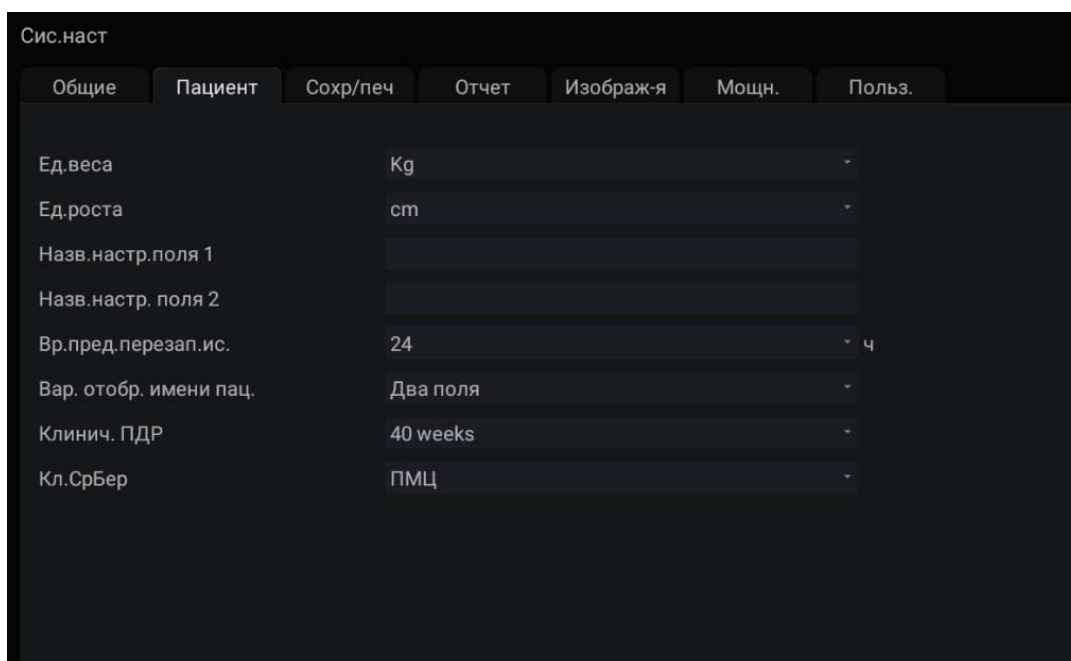 Сис.наст
Общие Пациент Сохр/печ Отчет Изображ-я Мощн. Польз.
Ед.веса Kg
Ед.роста cm
Назв.настр.поля 1
Назв.настр. поля 2
Вр.пред.перезап.ис. 24 ч
Вар. отобр. имени пац. Два поля
Клинич. ПДР 40 weeks
Кл.СрБер ПМЦ